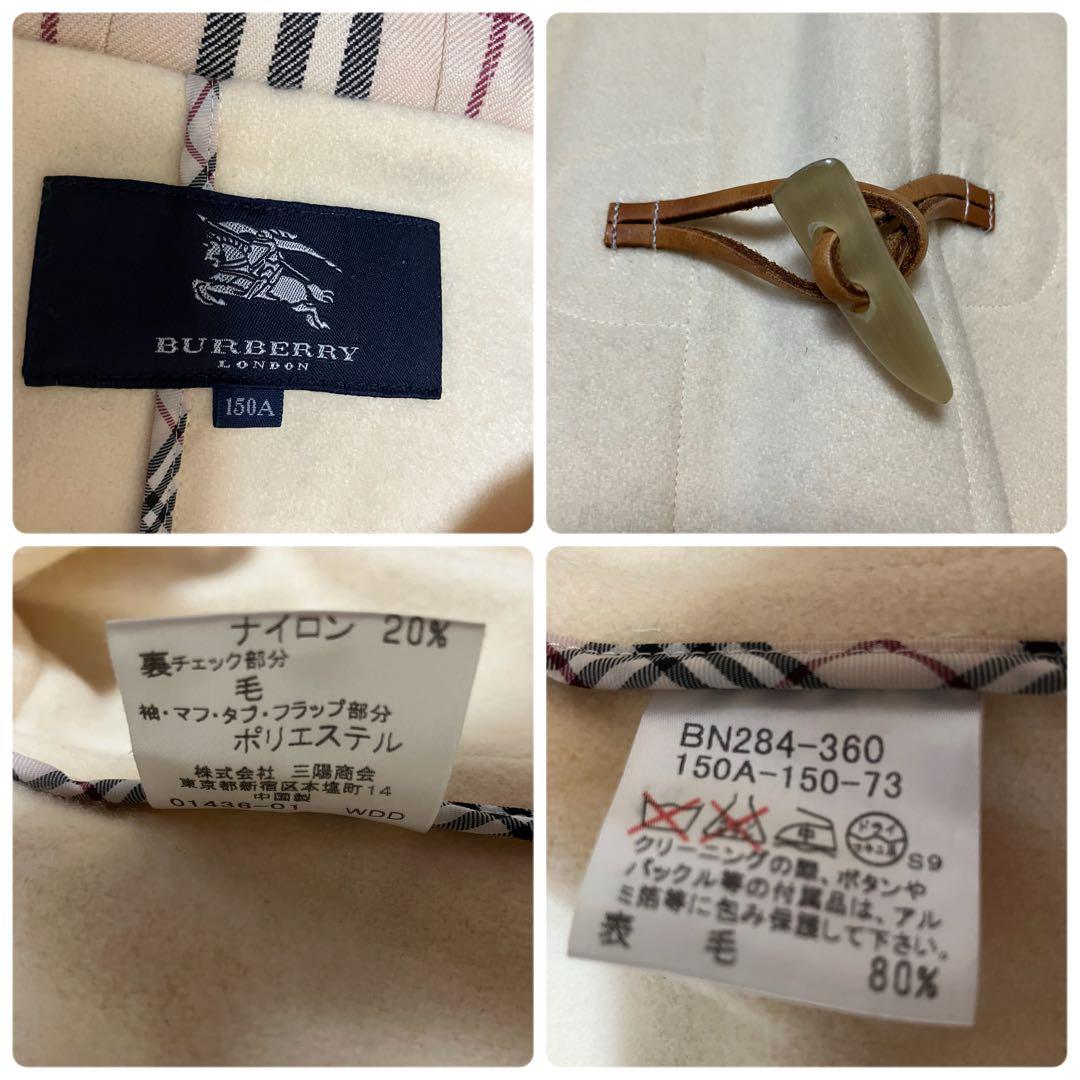 BURBERRY
LONDON
150A
ナイロン 20%
裏チェック部分
毛
袖・マフ・タブ・フラップ部分
ポリエステル
株式会社 三陽商会
東京都新宿区本塩町14
中国製
01436-01 WDD
BN284-360
150A-150-73
中
ドライ
S9
クリーニングの際、ボタンや
バックル等の付属品は、アル
ミ箔等に包み保護して下さい。
表 毛
80%